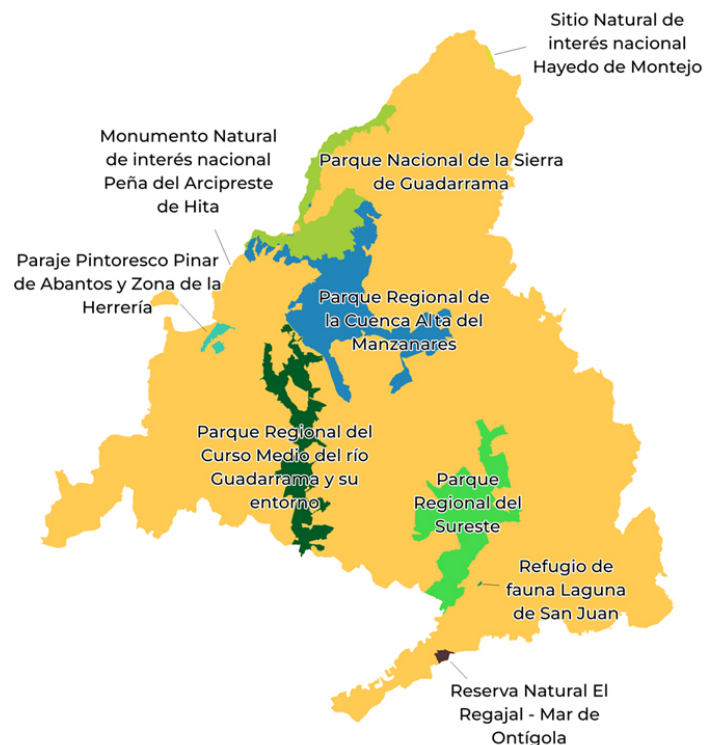 Sitio Natural de
interés nacional
Hayedo de Montejo
Monumento Natural
de interés nacional
Peña del Arcipreste
de Hita
Parque Nacional de la Sierra
de Guadarrama
Paraje Pintoresco Pinar
de Abantos y Zona de la
Herrería
Parque Regional de
la Cuenca Alta del
Manzanares
Parque Regional del
Curso Medio del río
Guadarrama y su
entorno
Parque
Regional del
Sureste
Refugio de
fauna Laguna
de San Juan
Reserva Natural El
Regajal - Mar de
Ontígola